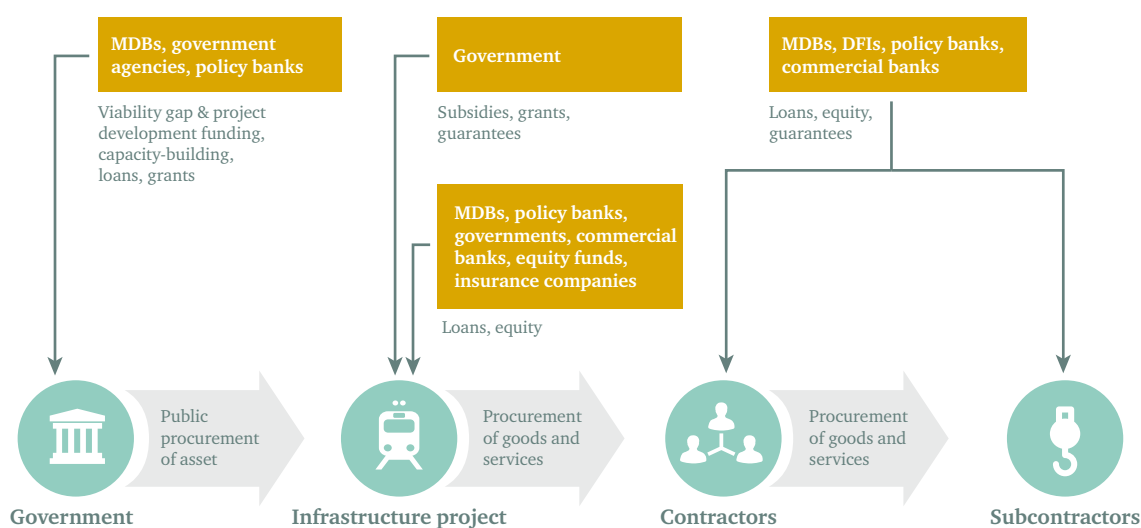 MDBs, government
agencies, policy banks
Viability gap & project
development funding,
capacity-building,
loans, grants
Government
Subsidies, grants,
guarantees
MDBs, policy banks,
governments, commercial
banks, equity funds,
insurance companies
Loans, equity
MDBs, DFIs, policy banks,
commercial banks
Loans, equity,
guarantees
Public
procurement
of asset
Procurement
of goods and
services
Procurement
of goods and
services
Government
Infrastructure project
Contractors
Subcontractors